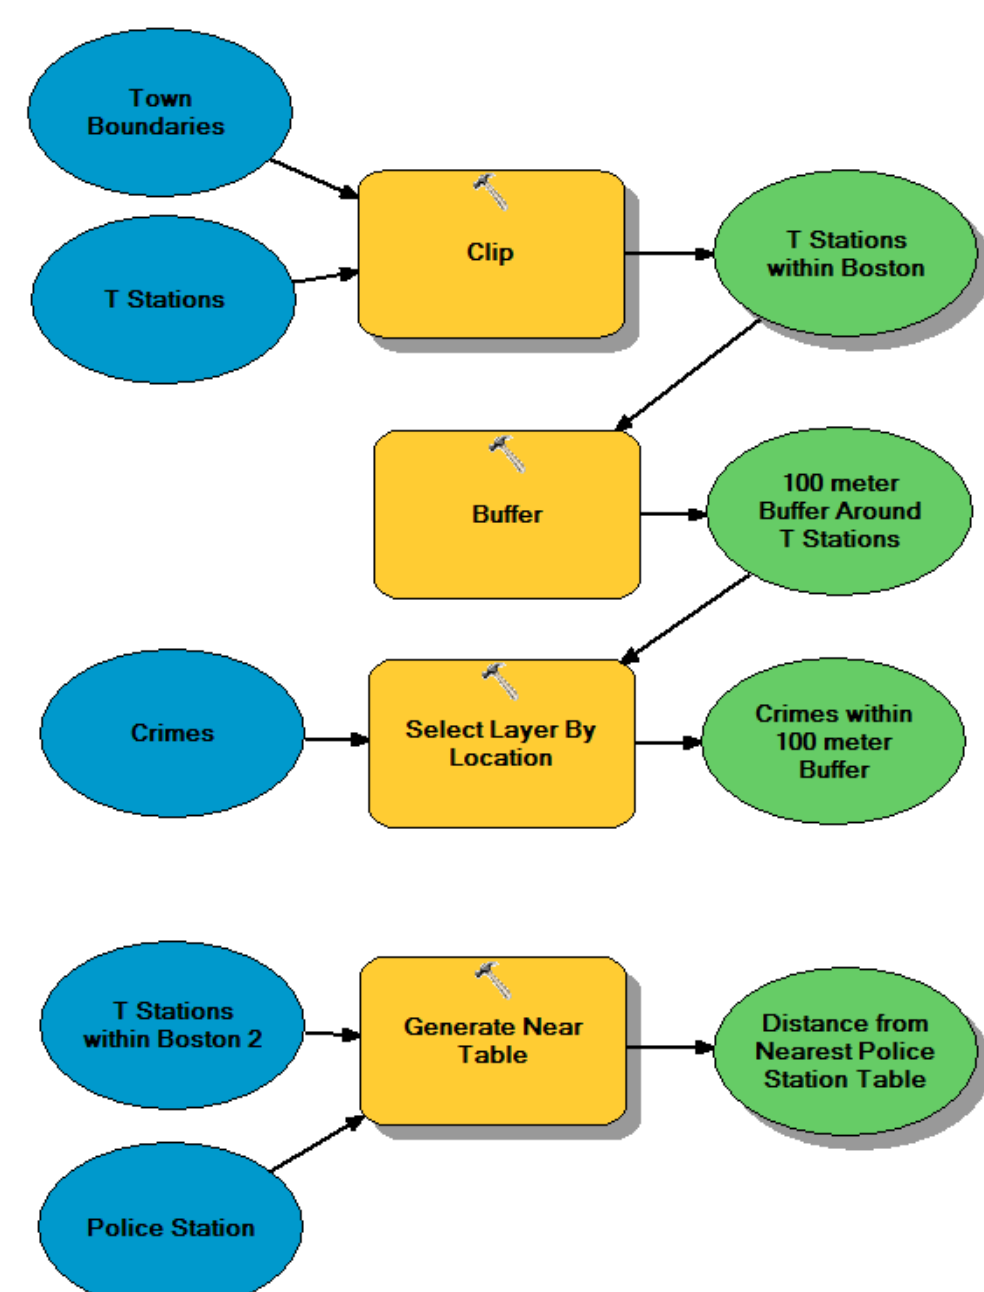 Town
Boundaries
T Stations
Clip
T Stations
within Boston
Buffer
100 meter
Buffer Around
T Stations
Crimes
Select Layer By
Location
Crimes within
100 meter
Buffer
T Stations
within Boston 2
Police Station
Generate Near
Table
Distance from
Nearest Police
Station Table